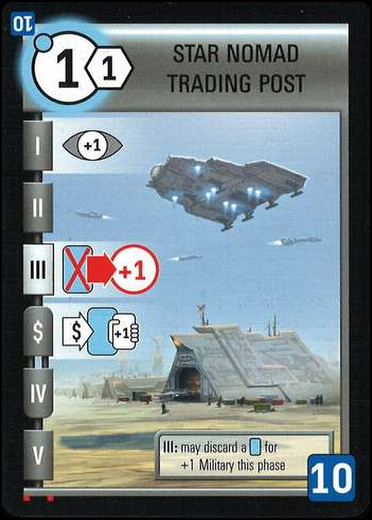 10
1 1
STAR NOMAD
TRADING POST
I
+1
II
III
+1
$
$ +1
IV
V
III: may discard a for
+1 Military this phase
10